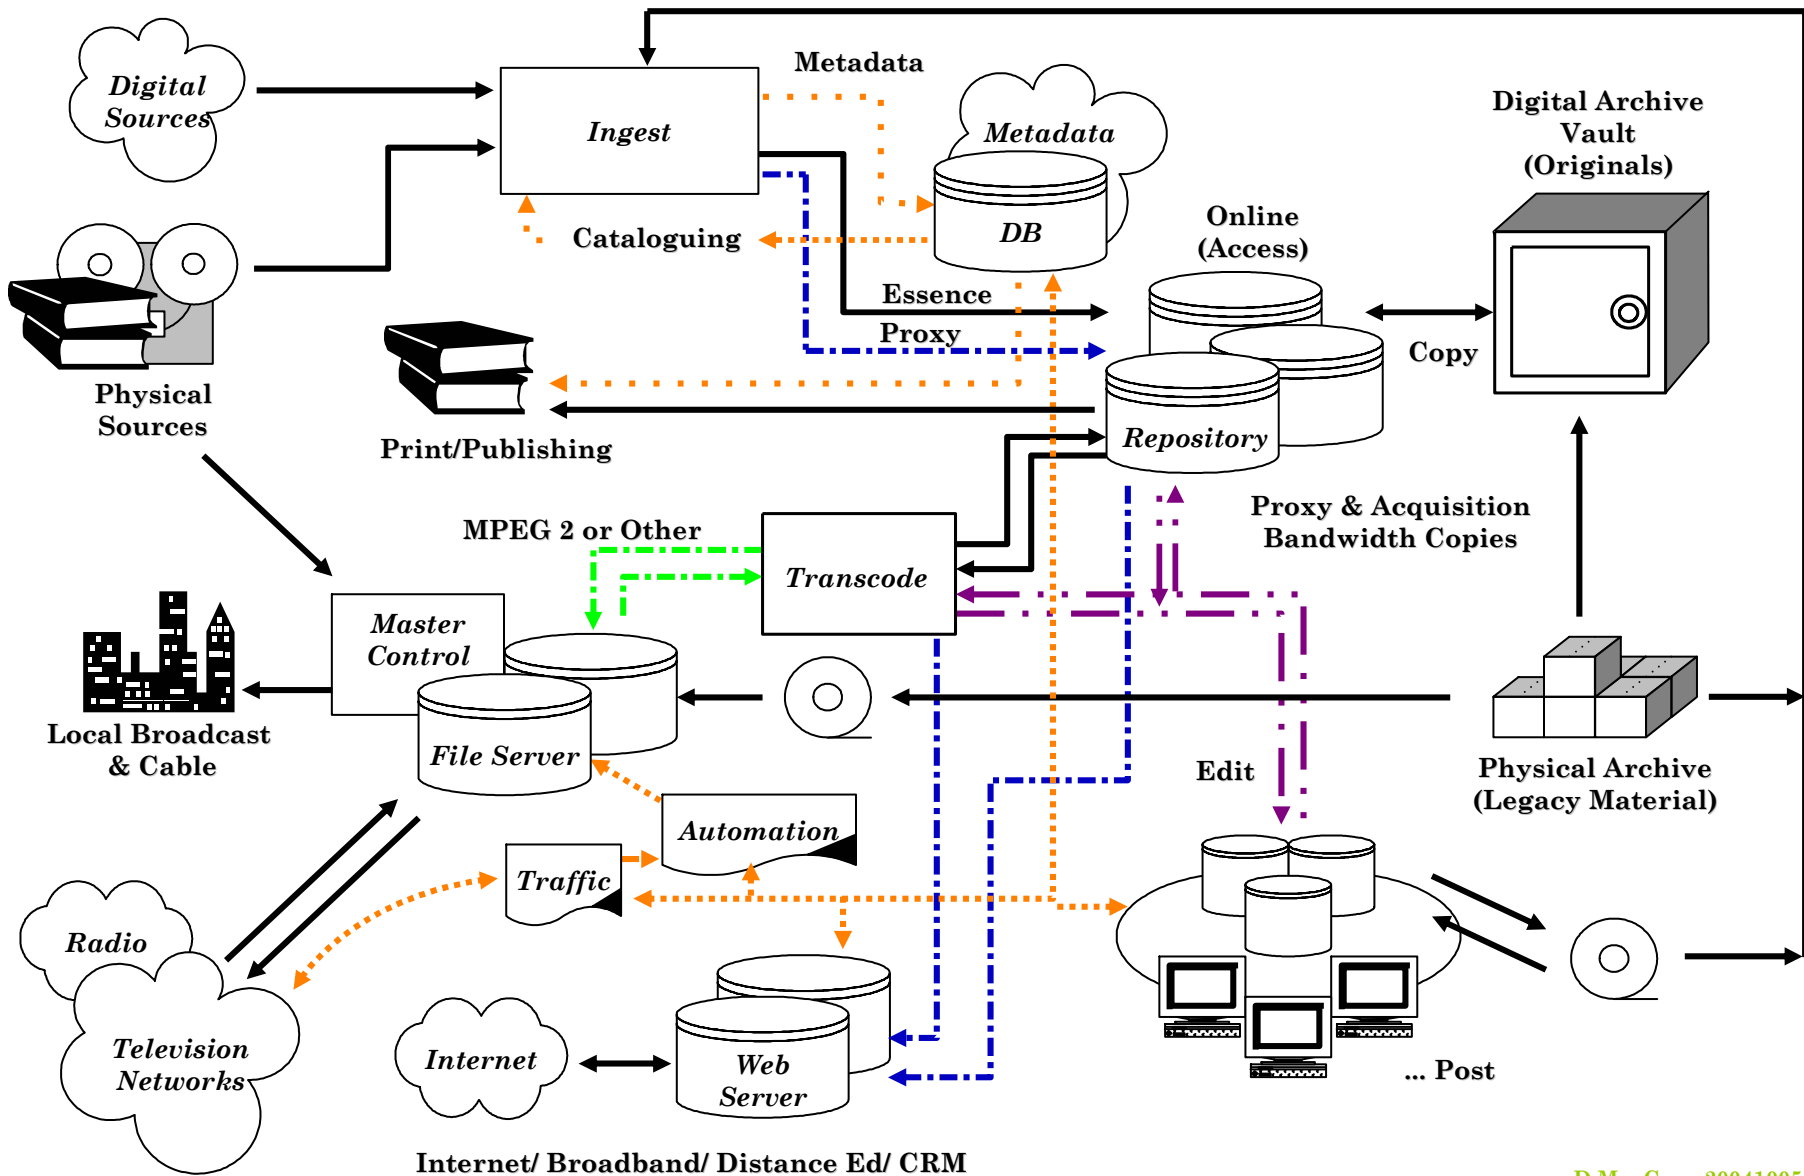 Digital
Sources
Ingest
Metadata
Metadata
DB
Digital Archive
Vault
(Originals)
Cataloguing
Online
(Access)
Essence
Proxy
Copy
Physical
Sources
Print/Publishing
Repository
MPEG 2 or Other
Transcode
Proxy & Acquisition
Bandwidth Copies
Master
Control
Local Broadcast
& Cable
File Server
Edit
Physical Archive
(Legacy Material)
Automation
Traffic
Radio
Television
Networks
Internet
Web
Server
... Post
Internet/ Broadband/ Distance Ed/ CRM